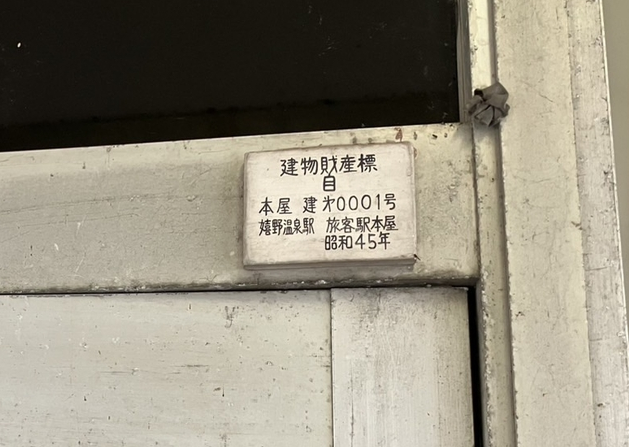 建物財産標
自
本屋 建 㐧0001号
嬉野温泉駅 旅客駅本屋
昭和45年